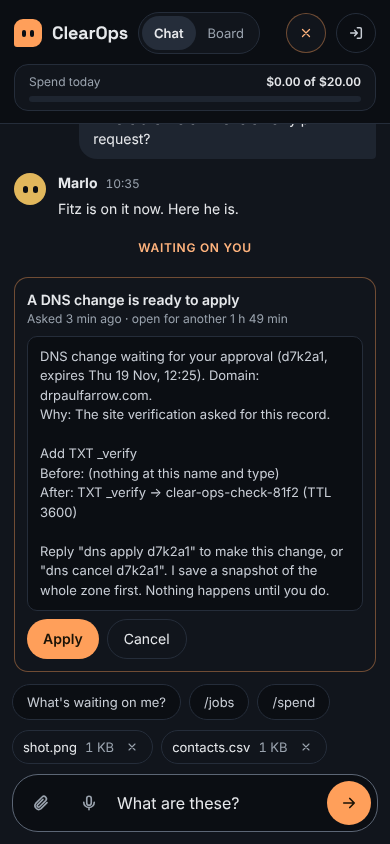 ClearOps
Chat
Board
Spend today
$0.00 of $20.00
request?
Marlo 10:35
Fitz is on it now. Here he is.
WAITING ON YOU
A DNS change is ready to apply
Asked 3 min ago · open for another 1 h 49 min
DNS change waiting for your approval (d7k2a1,
expires Thu 19 Nov, 12:25). Domain:
drpaulfarrow.com.
Why: The site verification asked for this record.
Add TXT _verify
Before: (nothing at this name and type)
After: TXT _verify → clear-ops-check-81f2 (TTL
3600)
Reply "dns apply d7k2a1" to make this change, or
"dns cancel d7k2a1". I save a snapshot of the
whole zone first. Nothing happens until you do.
Apply
Cancel
What's waiting on me?
/jobs
/spend
shot.png 1 KB
contacts.csv 1 KB
What are these?